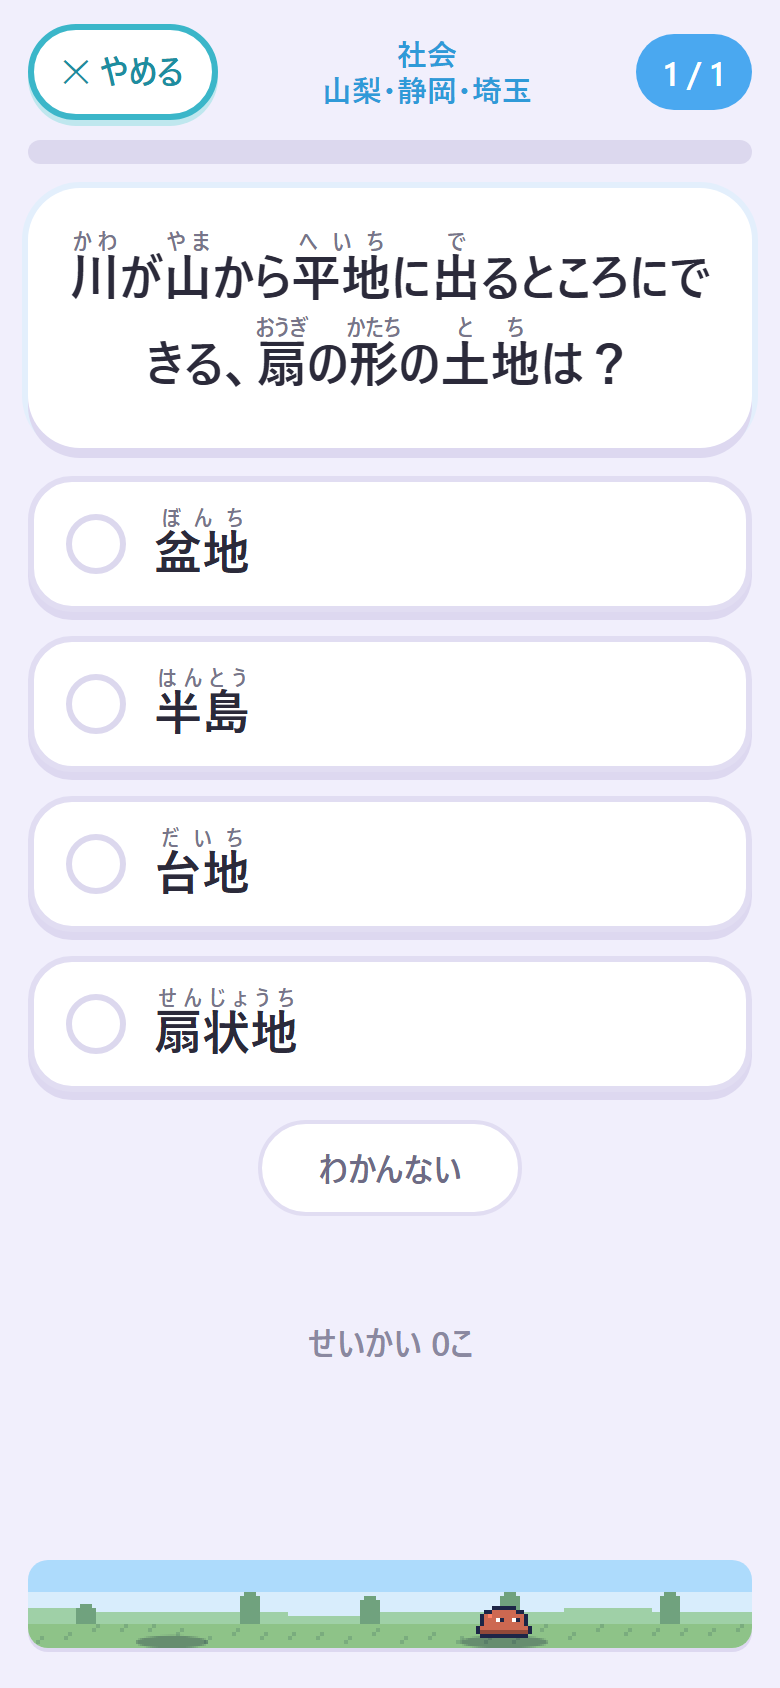 × やめる
社会
山梨・静岡・埼玉
1 / 1
かわ やま へいち で
川が山から平地に出るところにで
おうぎ かたち とち
きる、扇の形の土地は？
ぼんち
盆地
はんとう
半島
だいち
台地
せんじょうち
扇状地
わかんない
せいかい 0こ